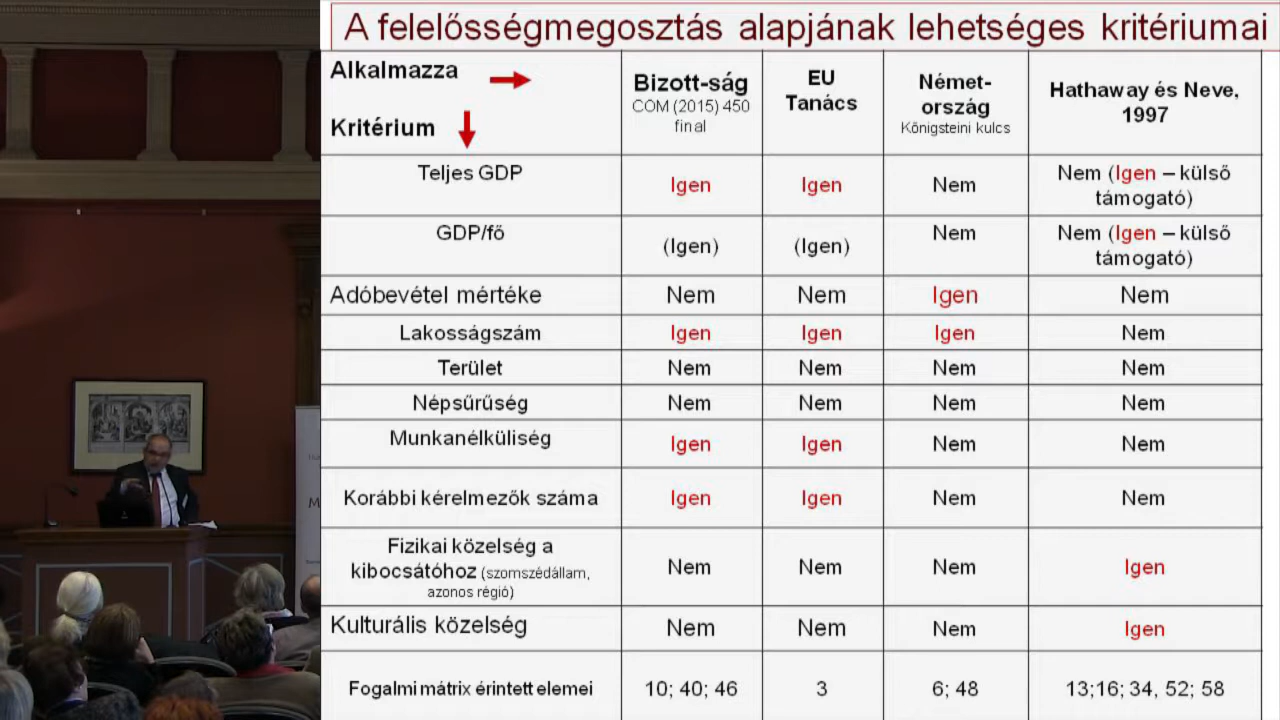 A felelősségmegosztás alapjának lehetséges kritériumai
Alkalmazza
Kritérium
Bizott-ság
COM (2015) 450
final
EU
Tanács
Német-
ország
Kőnigsteini kulcs
Hathaway és Neve,
1997
Teljes GDP
Igen
Igen
Nem
Nem (Igen – külső
támogató)
GDP/fő
(Igen)
(Igen)
Nem
Nem (Igen – külső
támogató)
Adóbevétel mértéke
Nem
Nem
Igen
Nem
Lakosságszám
Igen
Igen
Igen
Nem
Terület
Nem
Nem
Nem
Nem
Népsűrűség
Nem
Nem
Nem
Nem
Munkanélküliség
Igen
Igen
Nem
Nem
Korábbi kérelmezők száma
Igen
Igen
Nem
Nem
Fizikai közelség a
kibocsátóhoz (szomszédállam,
azonos régió)
Nem
Nem
Nem
Igen
Kulturális közelség
Nem
Nem
Nem
Igen
Fogalmi mátrix érintett elemei
10; 40; 46
3
6; 48
13;16; 34, 52; 58